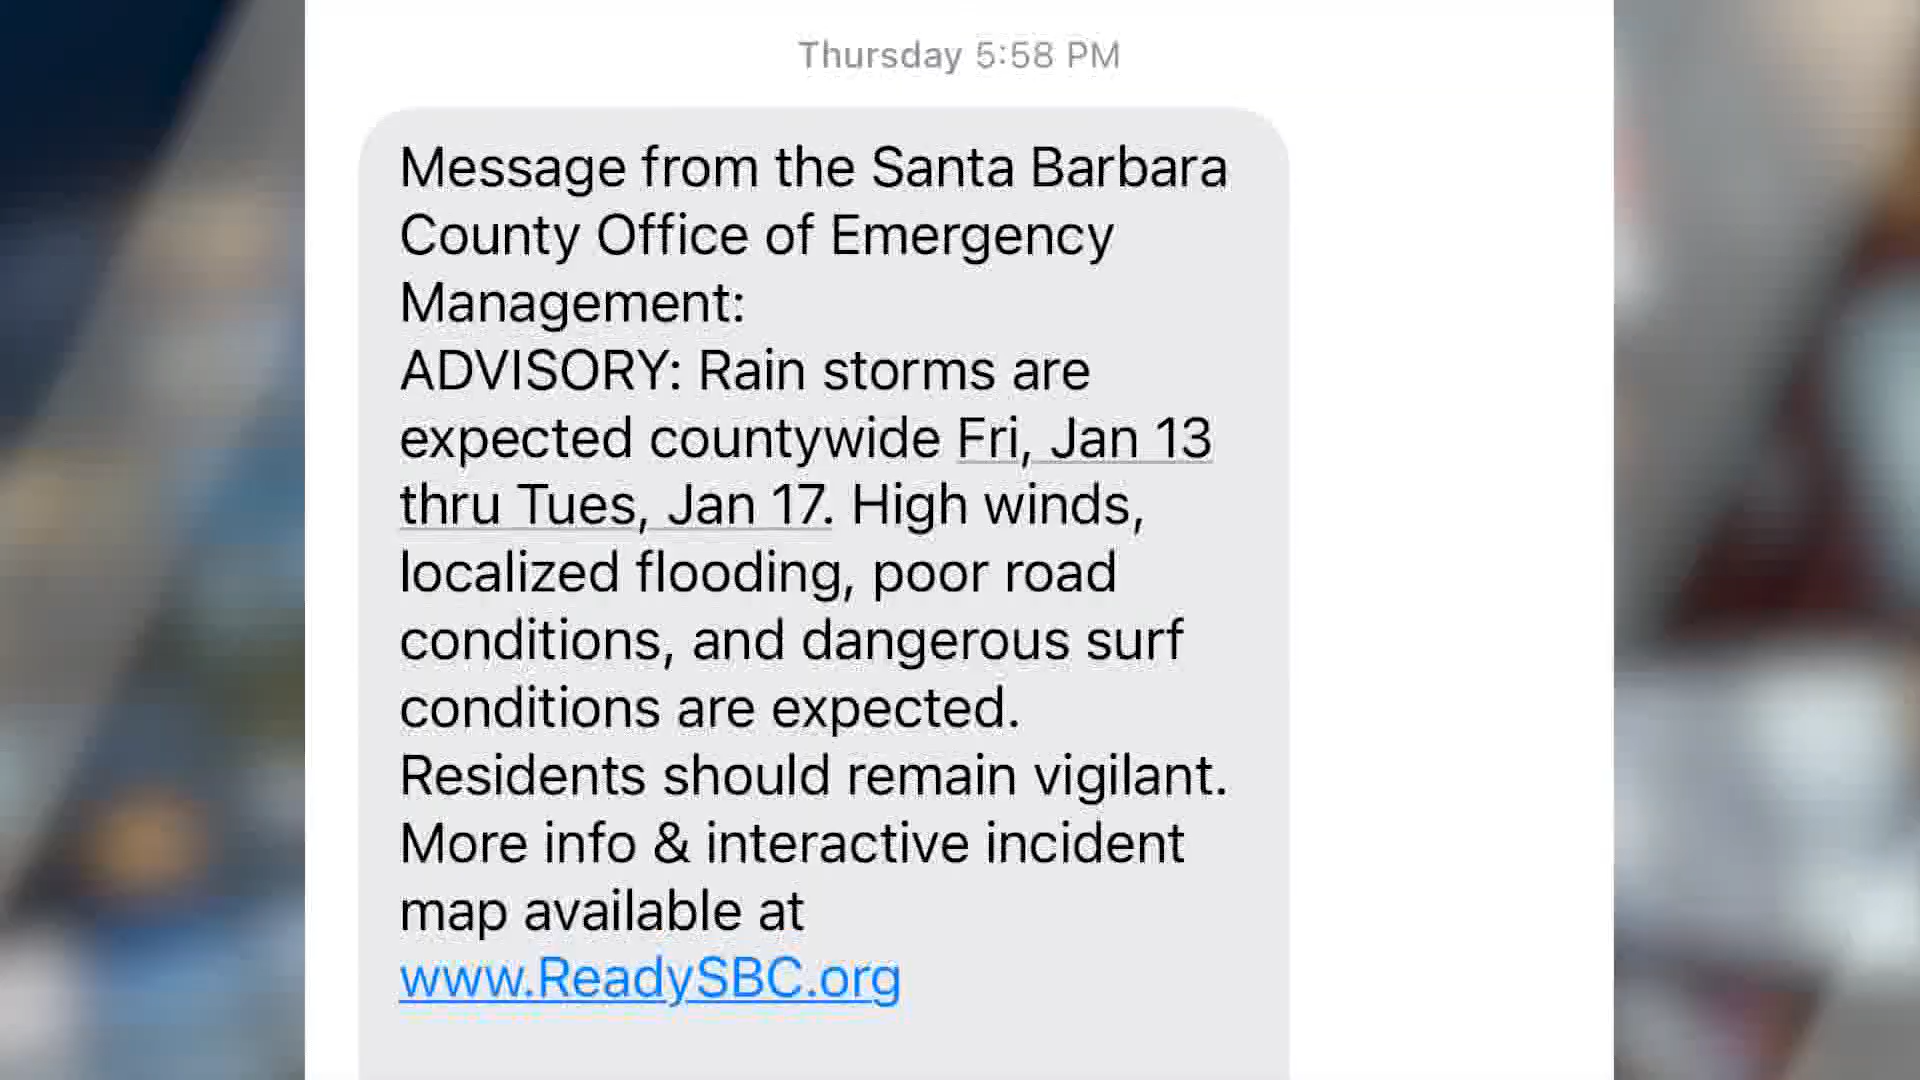 Thursday 5:58 PM
Message from the Santa Barbara
County Office of Emergency
Management:
ADVISORY: Rain storms are
expected countywide Fri, Jan 13
thru Tues, Jan 17. High winds,
localized flooding, poor road
conditions, and dangerous surf
conditions are expected.
Residents should remain vigilant.
More info & interactive incident
map available at
www.ReadySBC.org